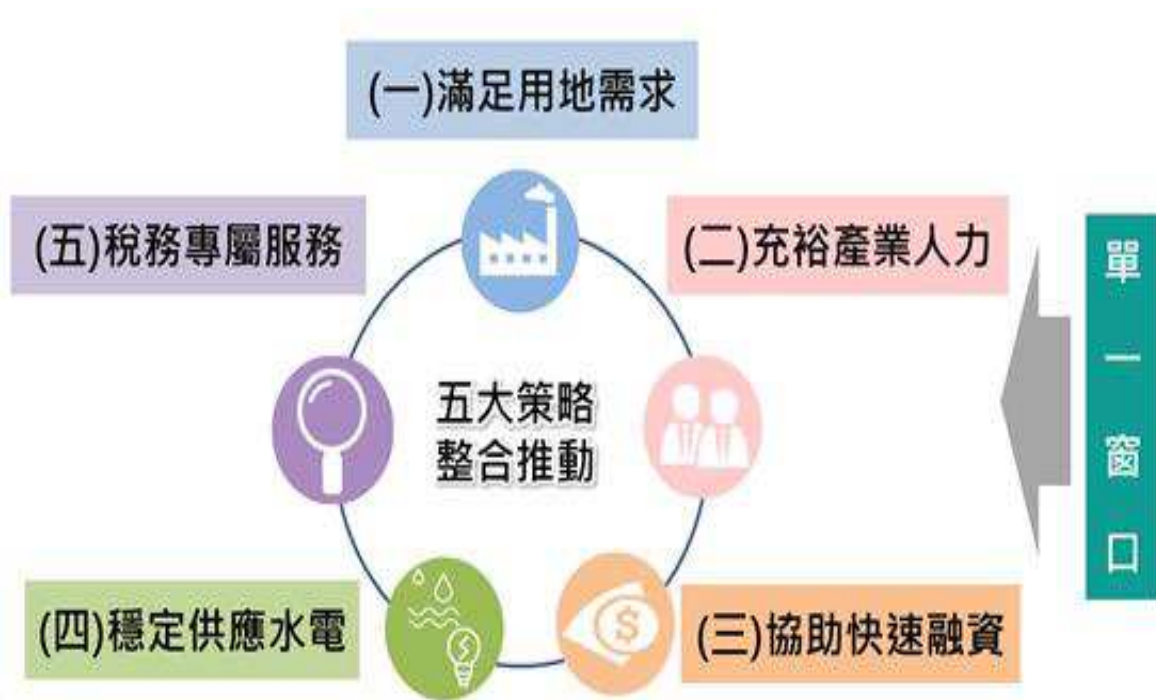 (一)滿足用地需求
(五)稅務專屬服務
(二)充裕產業人力
單一窗口
五大策略
整合推動
(四)穩定供應水電
(三)協助快速融資
$